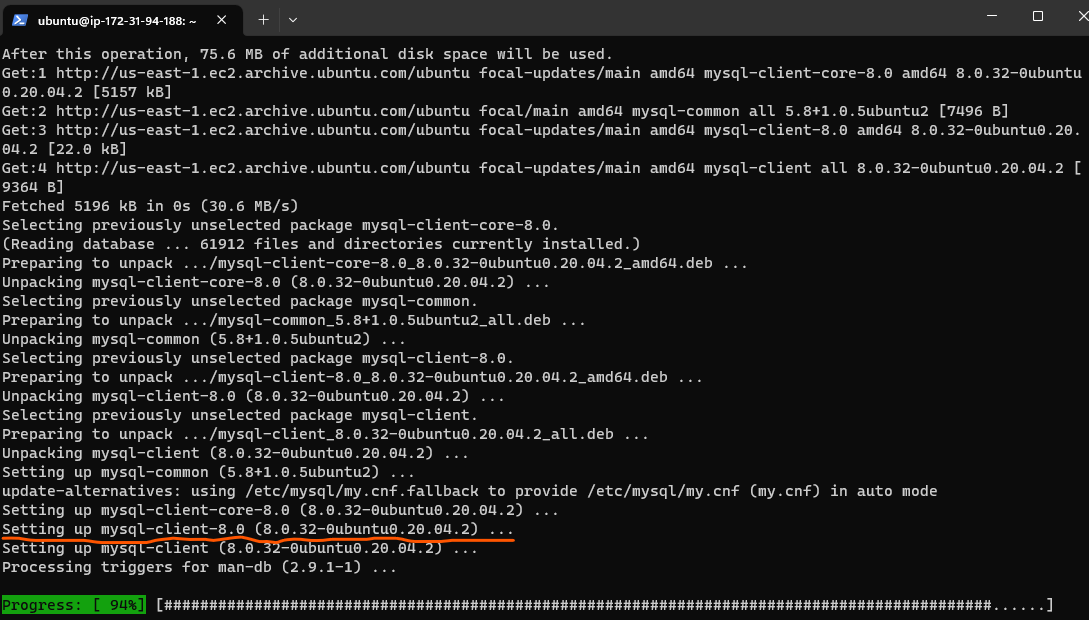 ubuntu@ip-172-31-94-188: ~
After this operation, 75.6 MB of additional disk space will be used.
Get:1 http://us-east-1.ec2.archive.ubuntu.com/ubuntu focal-updates/main amd64 mysql-client-core-8.0 amd64 8.0.32-0ubuntu
0.20.04.2 [5157 kB]
Get:2 http://us-east-1.ec2.archive.ubuntu.com/ubuntu focal/main amd64 mysql-common all 5.8+1.0.5ubuntu2 [7496 B]
Get:3 http://us-east-1.ec2.archive.ubuntu.com/ubuntu focal-updates/main amd64 mysql-client-8.0 amd64 8.0.32-0ubuntu0.20.
04.2 [22.0 kB]
Get:4 http://us-east-1.ec2.archive.ubuntu.com/ubuntu focal-updates/main amd64 mysql-client all 8.0.32-0ubuntu0.20.04.2 [
9364 B]
Fetched 5196 kB in 0s (30.6 MB/s)
Selecting previously unselected package mysql-client-core-8.0.
(Reading database ... 61912 files and directories currently installed.)
Preparing to unpack .../mysql-client-core-8.0_8.0.32-0ubuntu0.20.04.2_amd64.deb ...
Unpacking mysql-client-core-8.0 (8.0.32-0ubuntu0.20.04.2) ...
Selecting previously unselected package mysql-common.
Preparing to unpack .../mysql-common_5.8+1.0.5ubuntu2_all.deb ...
Unpacking mysql-common (5.8+1.0.5ubuntu2) ...
Selecting previously unselected package mysql-client-8.0.
Preparing to unpack .../mysql-client-8.0_8.0.32-0ubuntu0.20.04.2_amd64.deb ...
Unpacking mysql-client-8.0 (8.0.32-0ubuntu0.20.04.2) ...
Selecting previously unselected package mysql-client.
Preparing to unpack .../mysql-client_8.0.32-0ubuntu0.20.04.2_all.deb ...
Unpacking mysql-client (8.0.32-0ubuntu0.20.04.2) ...
Setting up mysql-common (5.8+1.0.5ubuntu2) ...
update-alternatives: using /etc/mysql/my.cnf.fallback to provide /etc/mysql/my.cnf (my.cnf) in auto mode
Setting up mysql-client-core-8.0 (8.0.32-0ubuntu0.20.04.2) ...
Setting up mysql-client-8.0 (8.0.32-0ubuntu0.20.04.2) ...
Setting up mysql-client (8.0.32-0ubuntu0.20.04.2) ...
Processing triggers for man-db (2.9.1-1) ...
Progress: [ 94%] [############################################################################################......]